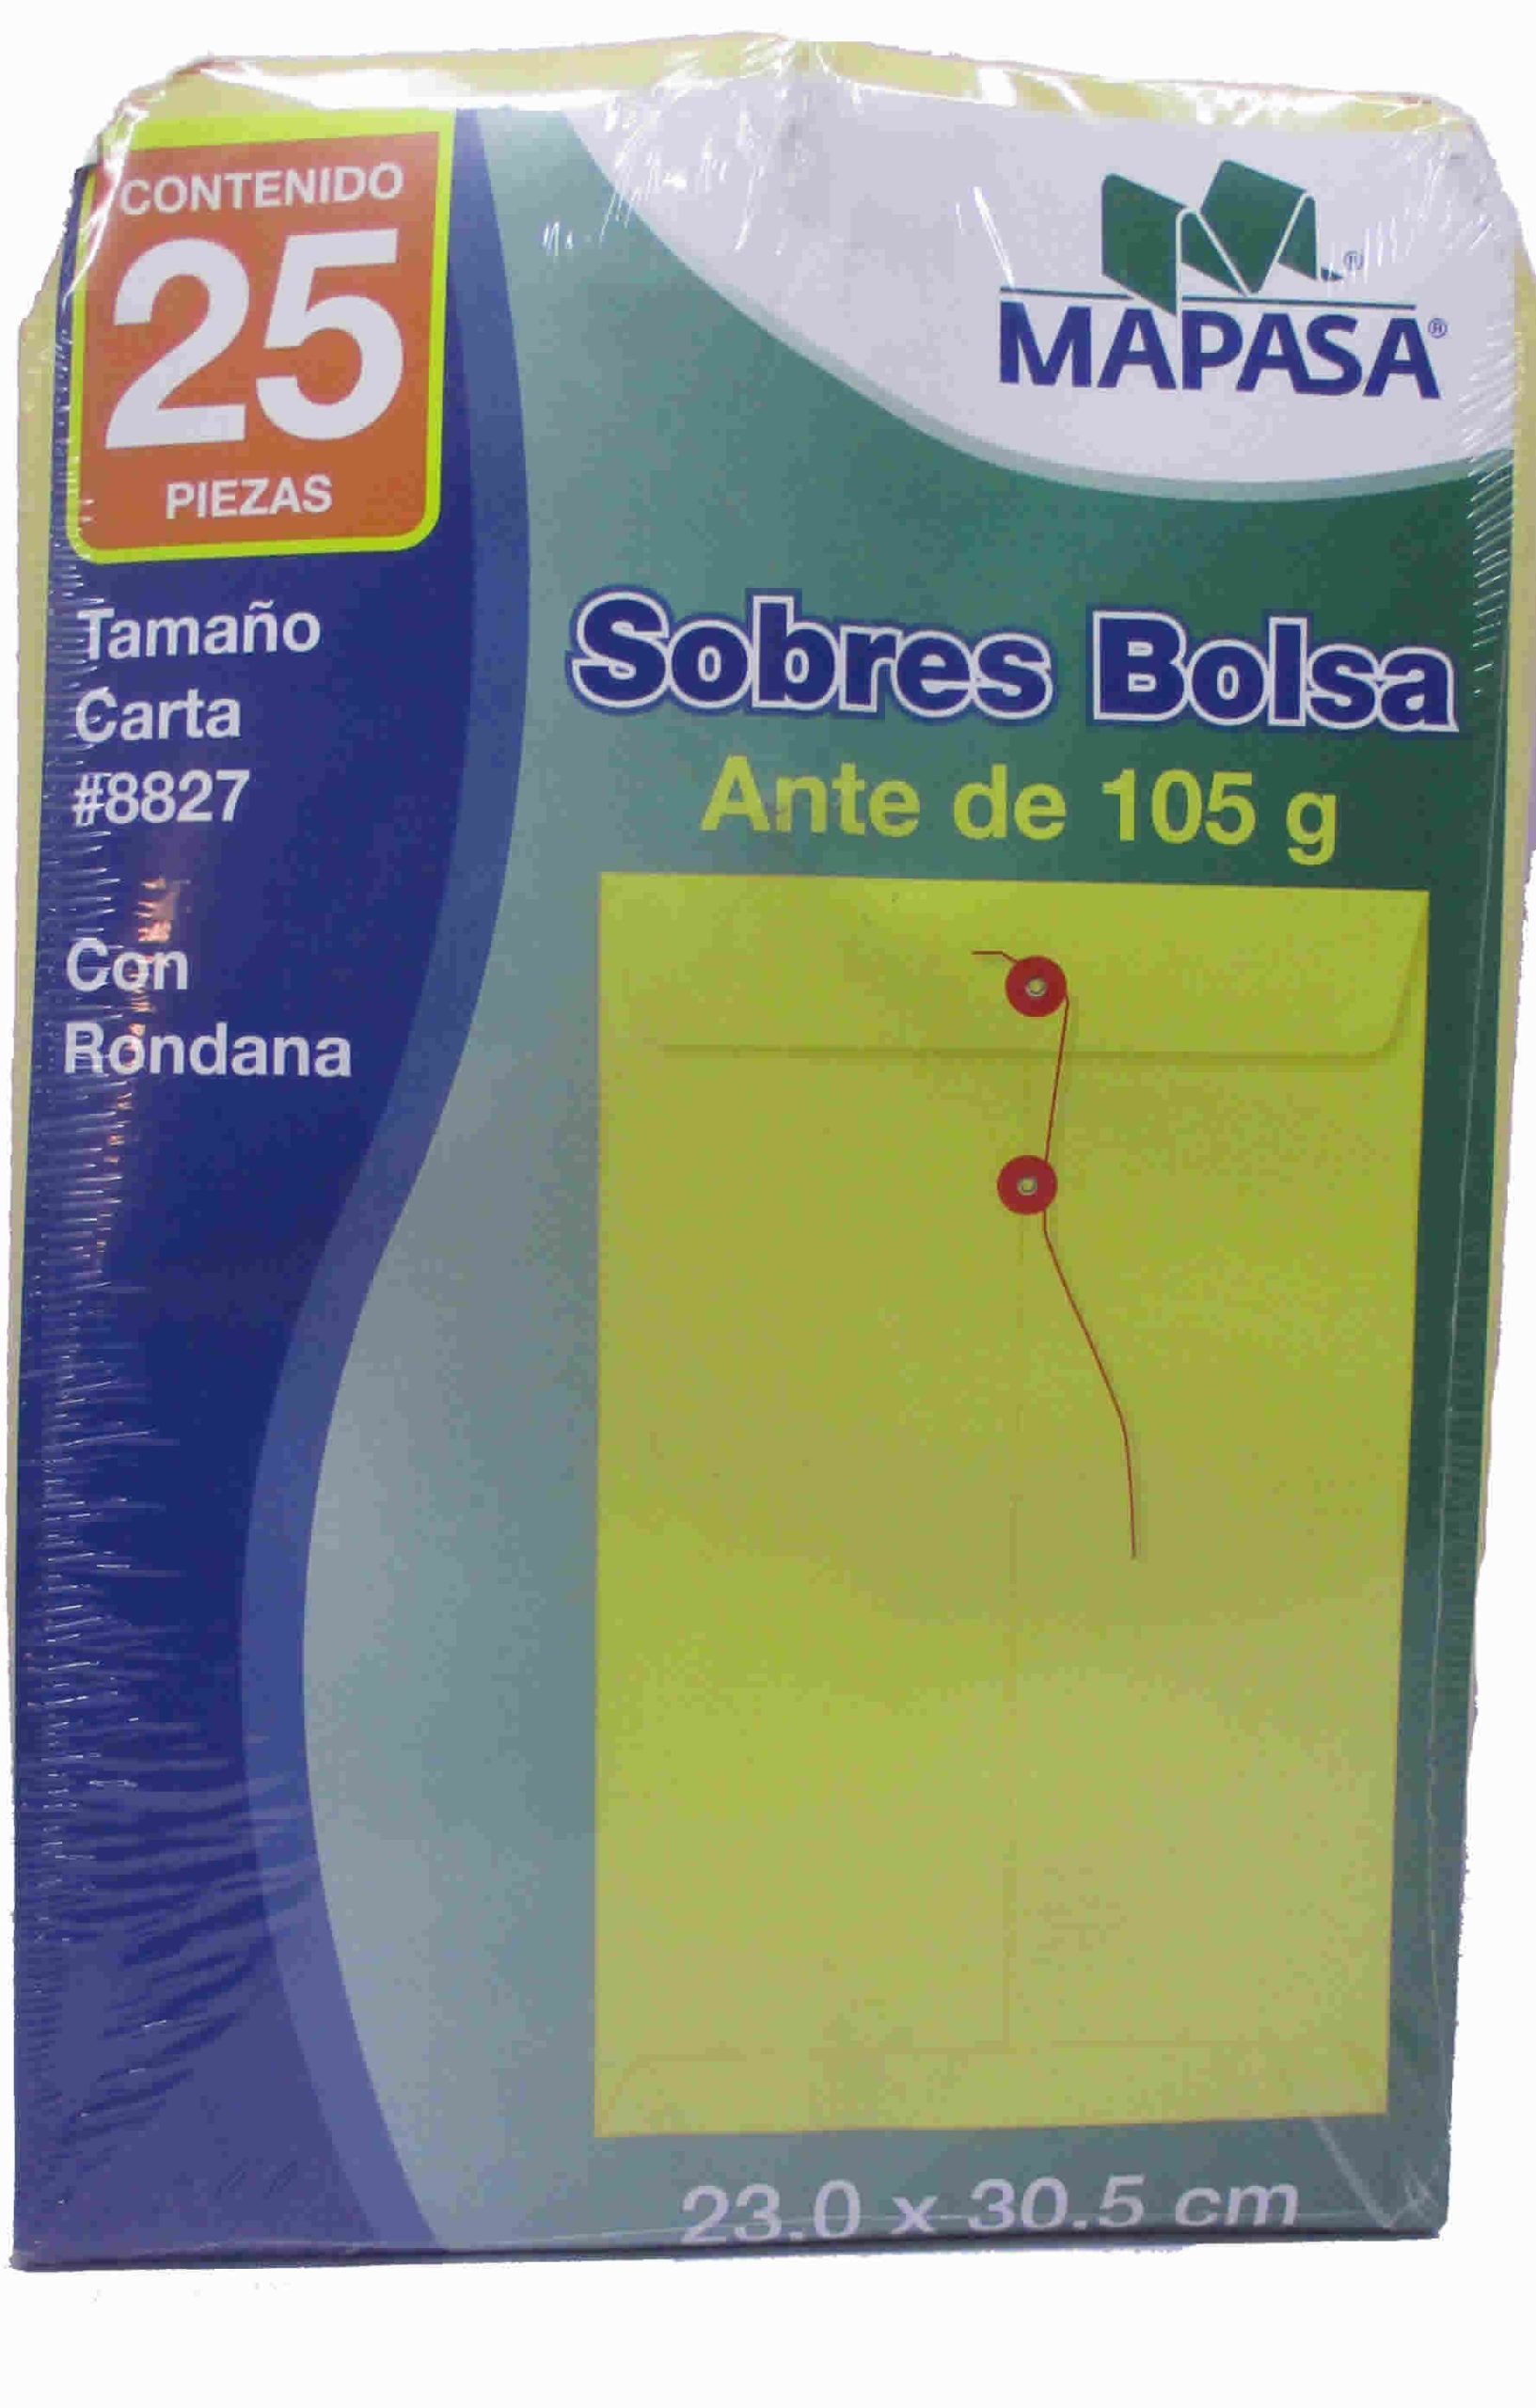 CONTENIDO
25
PIEZAS
MAPASA®
Tamaño
Carta
#8827
Con
Rondana
Sobres Bolsa
Ante de 105 g
23.0 x 30.5 cm